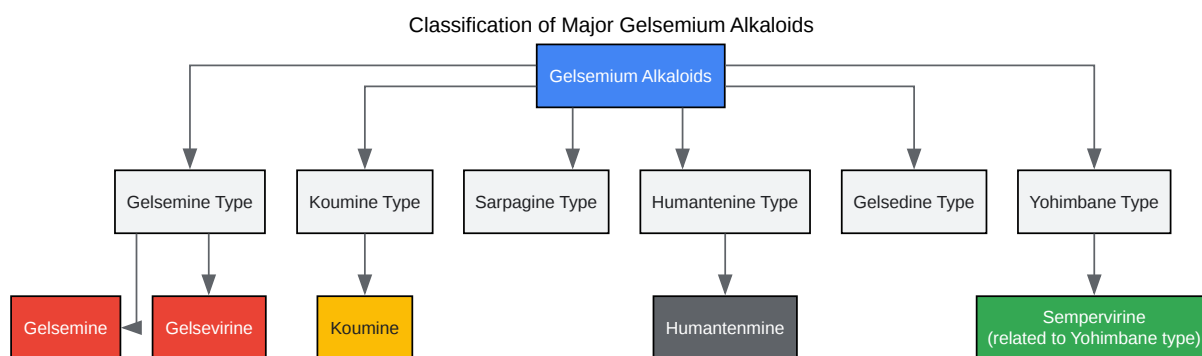 Classification of Major Gelsemium Alkaloids
Gelsemium Alkaloids
Gelsemine Type
Koumine Type
Sarpagine Type
Humantenine Type
Gelsedine Type
Yohimbane Type
Gelsemine
Gelsevirine
Koumine
Humantenmine
Sempervirine
(related to Yohimbane type)